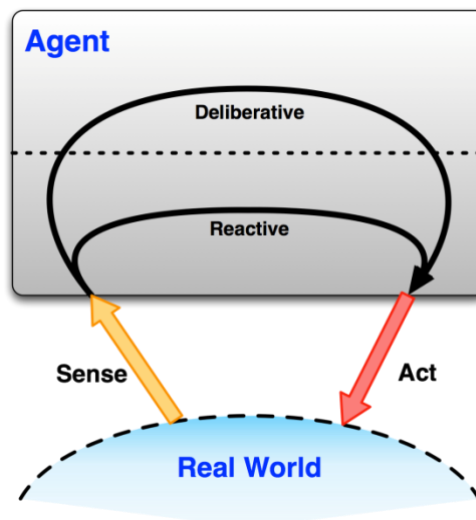 Agent
Deliberative
Reactive
Sense
Act
Real World